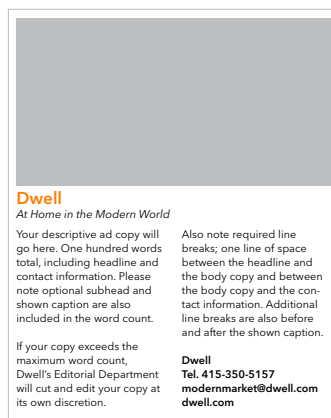 Dwell
At Home in the Modern World
Your descriptive ad copy will
go here. One hundred words
total, including headline and
contact information. Please
note optional subhead and
shown caption are also
included in the word count.
If your copy exceeds the
maximum word count,
Dwell’s Editorial Department
will cut and edit your copy at
its own discretion.
Also note required line
breaks; one line of space
between the headline and
the body copy and between
the body copy and the con-
tact information. Additional
line breaks are also before
and after the shown caption.
Dwell
Tel. 415-350-5157
modernmarket@dwell.com
dwell.com